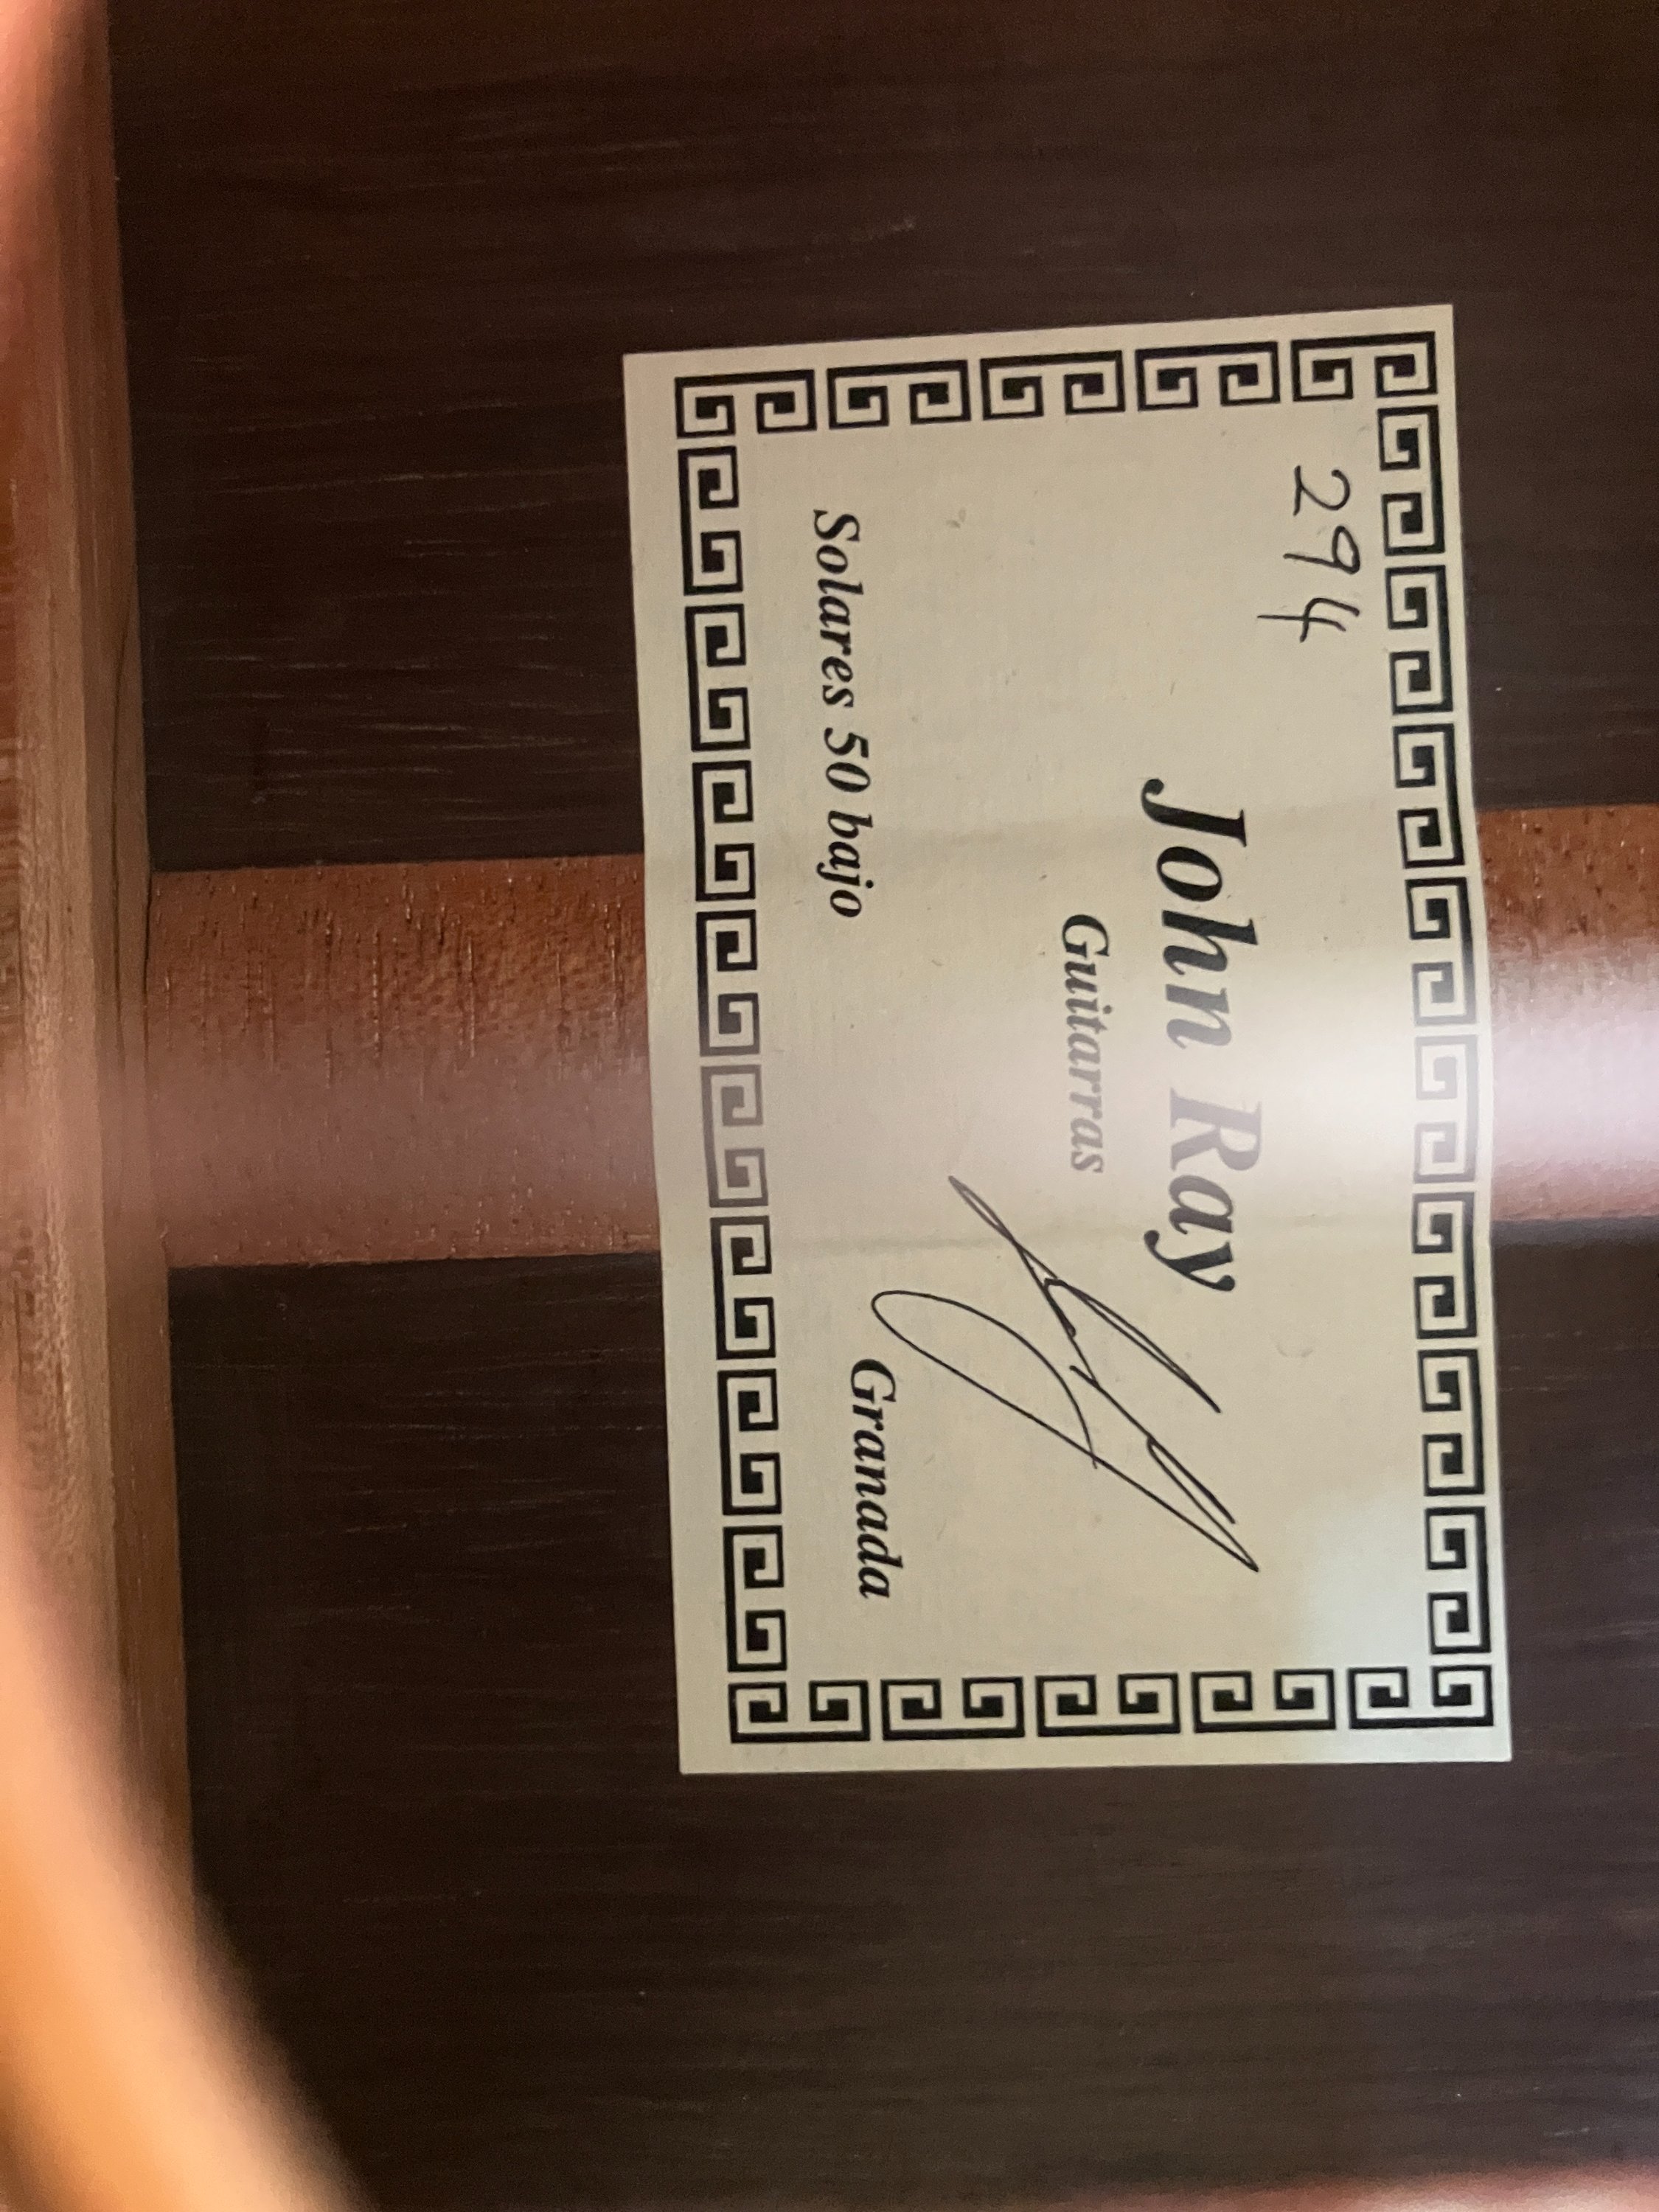 294
John Ray
Guitarras
Solares 50 bajo Granada